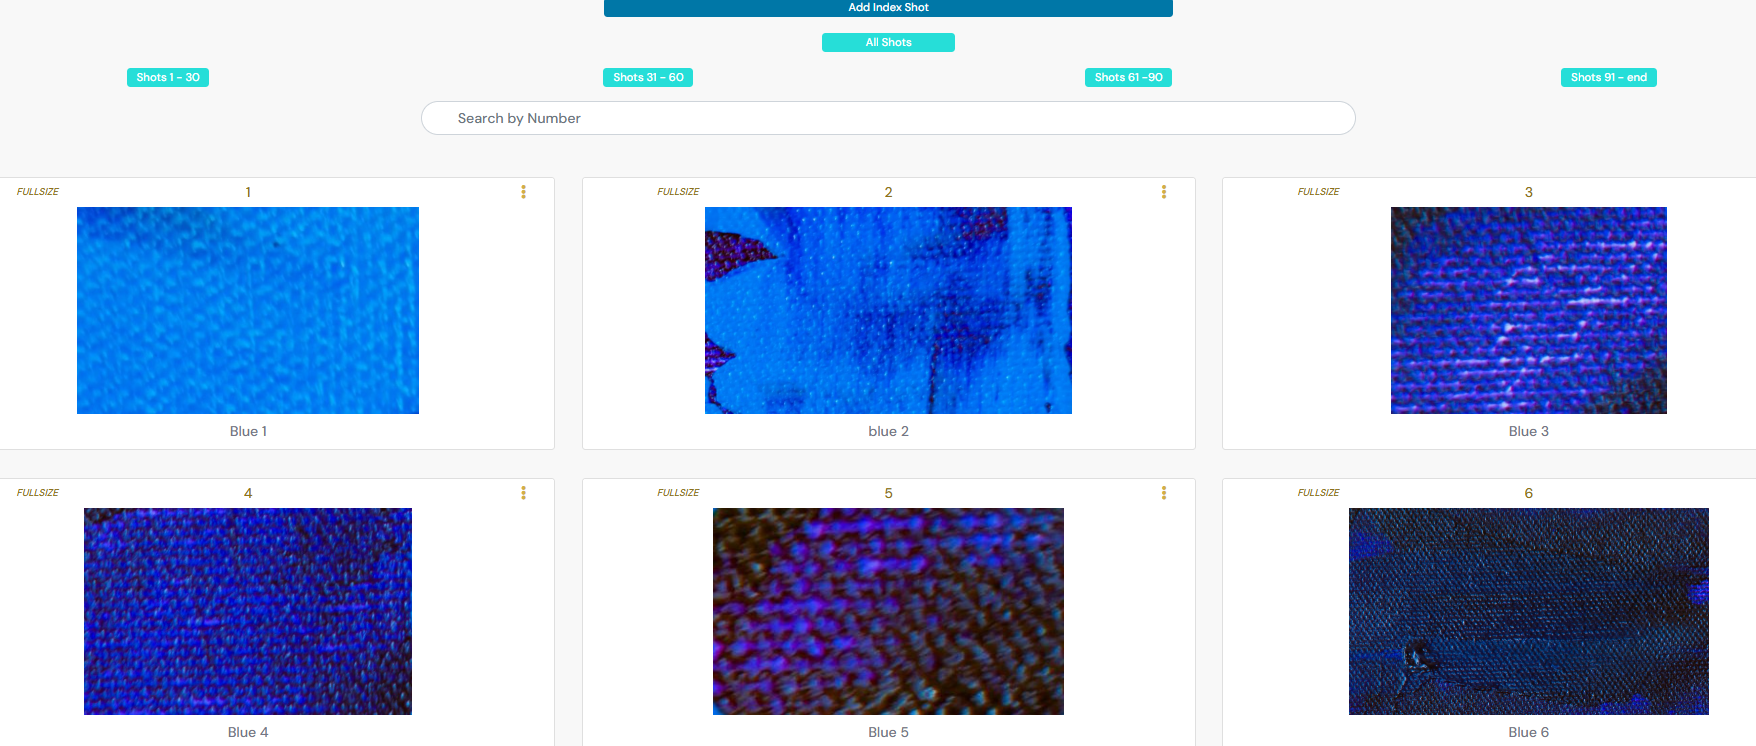 Add Index Shot
All Shots
Shots 1 - 30
Shots 31 - 60
Shots 61 -90
Shots 91 - end
Search by Number
FULLSIZE 1
FULLSIZE 2
FULLSIZE 3
Blue 1
blue 2
Blue 3
FULLSIZE 4
FULLSIZE 5
FULLSIZE 6
Blue 4
Blue 5
Blue 6